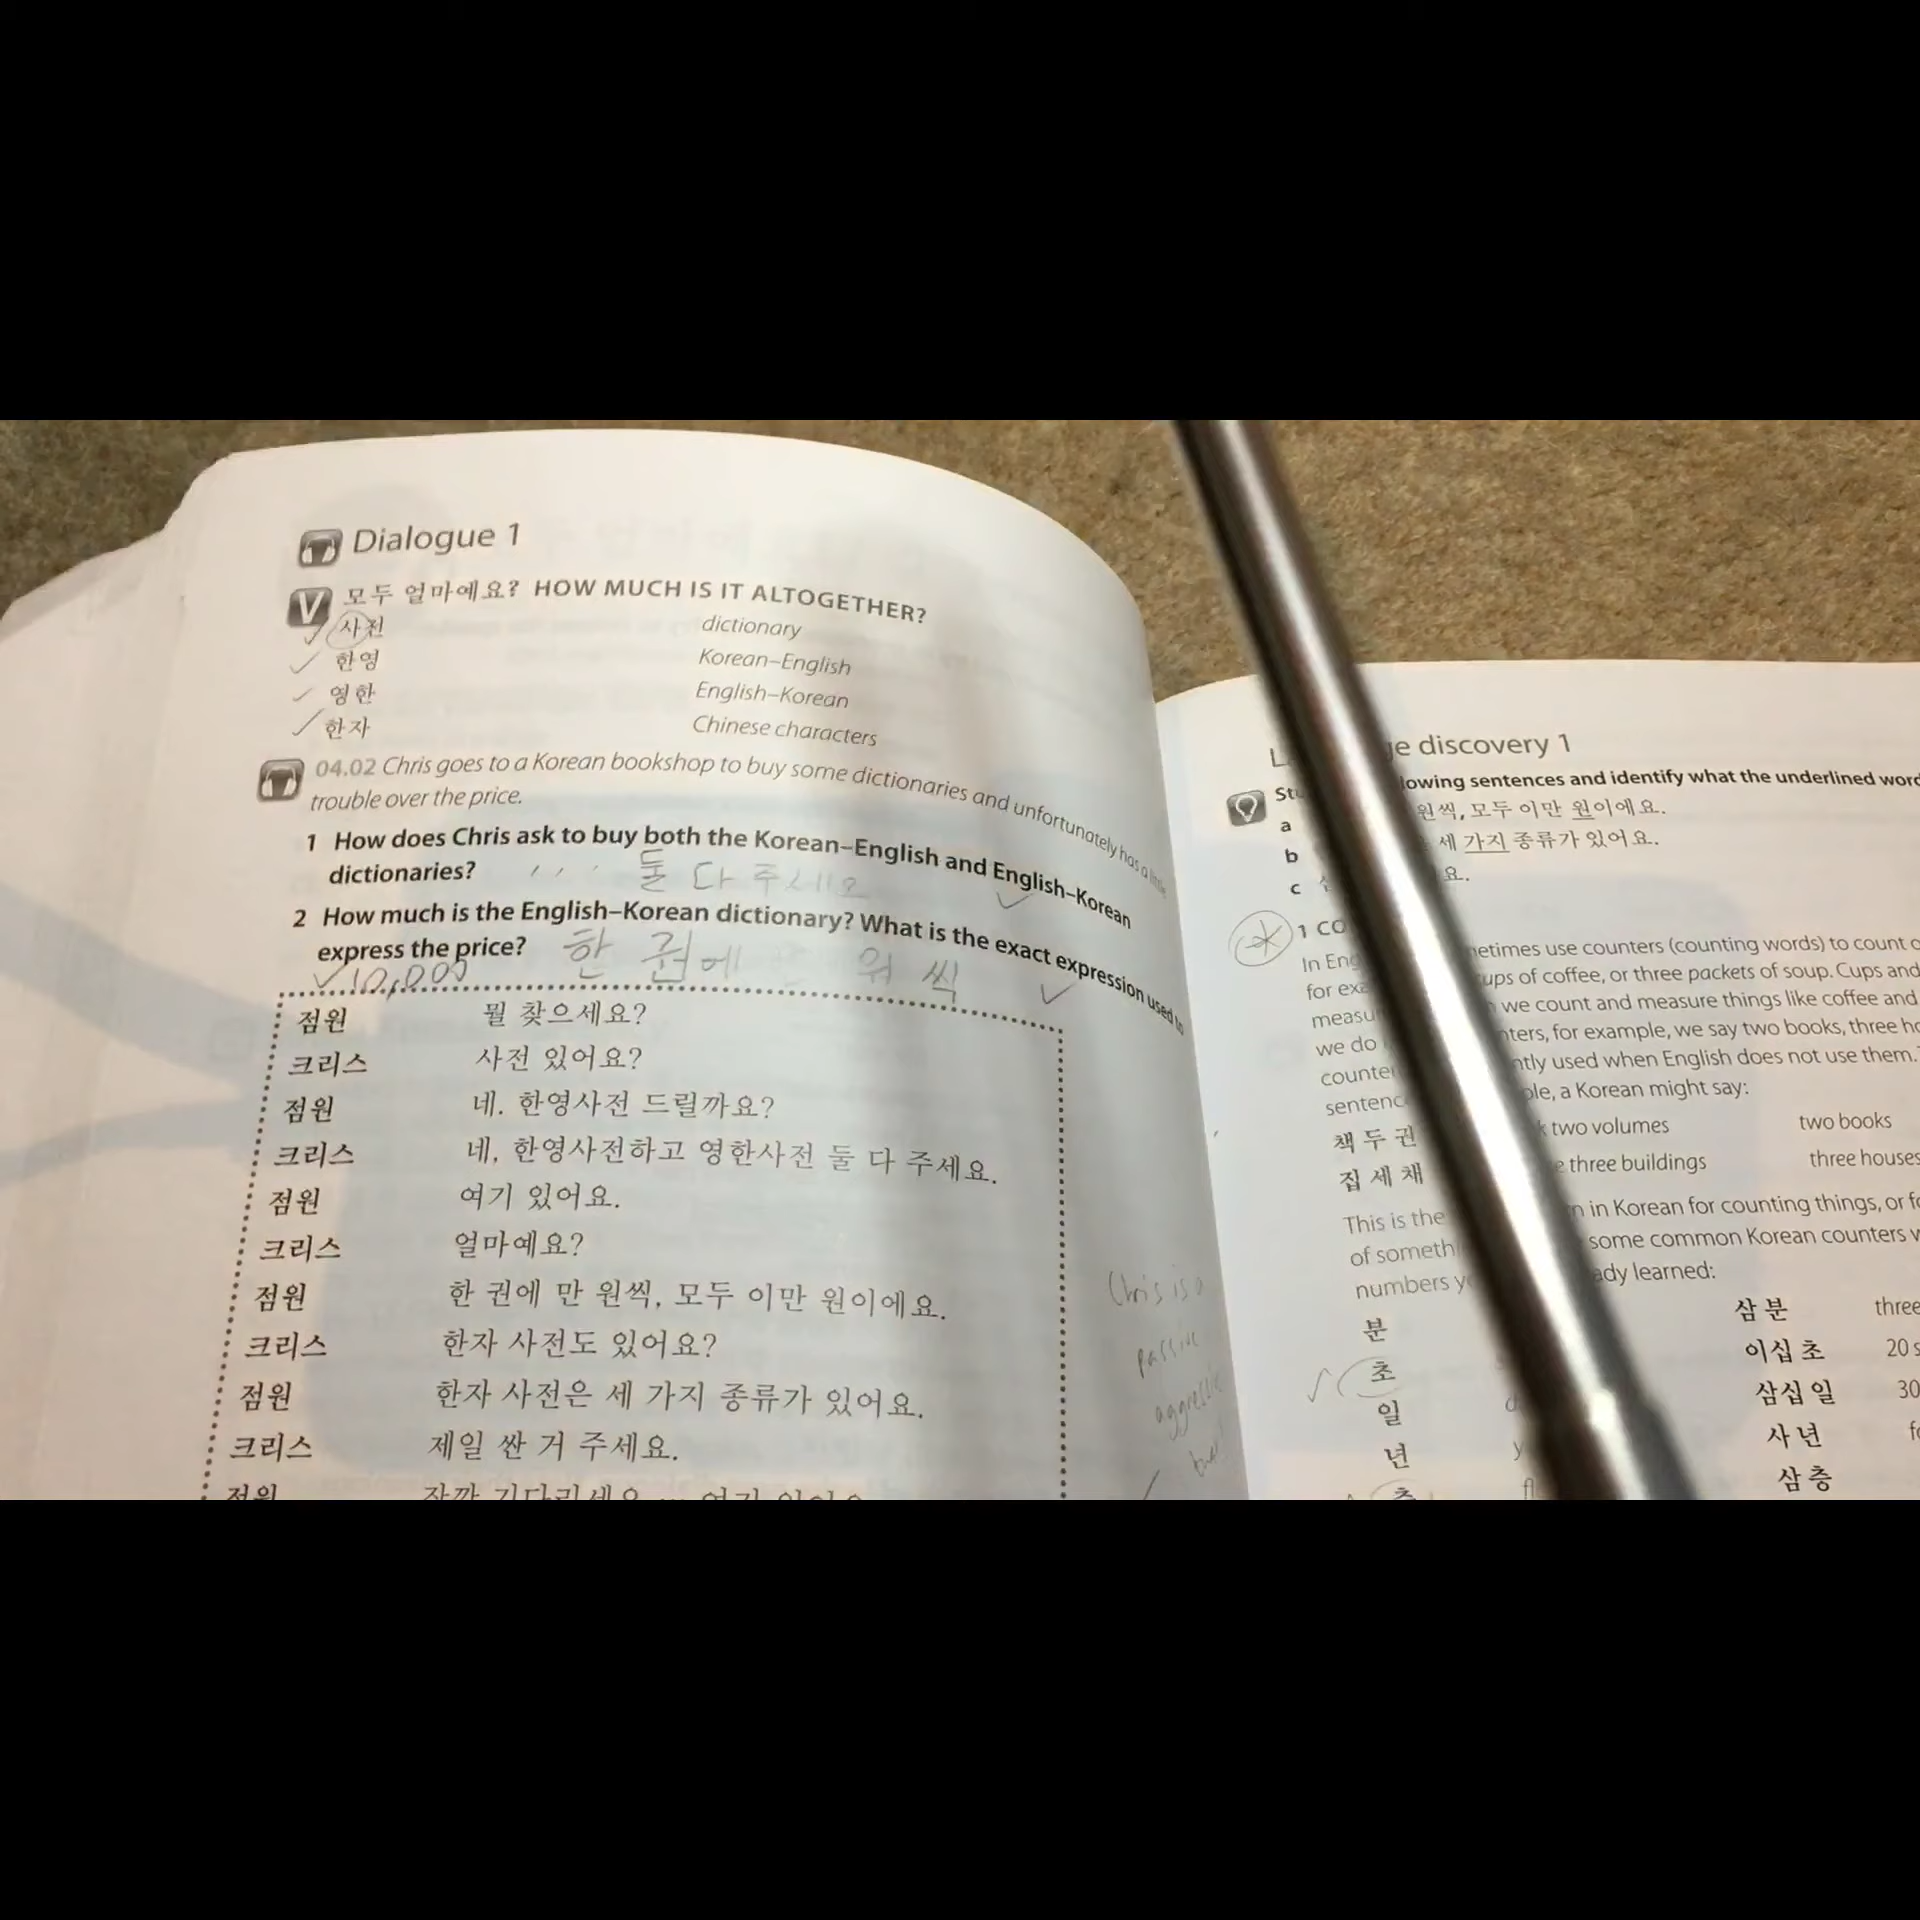 Dialogue 1
모두 얼마예요? HOW MUCH IS IT ALTOGETHER?
사전 dictionary
한영 Korean–English
영한 English–Korean
한자 Chinese characters
04.02 Chris goes to a Korean bookshop to buy some dictionaries and unfortunately has a little
trouble over the price.
1 How does Chris ask to buy both the Korean–English and English–Korean
dictionaries? ... 둘 다 주세요
2 How much is the English–Korean dictionary? What is the exact expression used to
express the price? 한 권에 워 씩
10,000
점원 뭘 찾으세요?
크리스 사전 있어요?
점원 네. 한영사전 드릴까요?
크리스 네, 한영사전하고 영한사전 둘 다 주세요.
점원 여기 있어요.
크리스 얼마예요?
점원 한 권에 만 원씩, 모두 이만 원이에요.
크리스 한자 사전도 있어요?
점원 한자 사전은 세 가지 종류가 있어요.
크리스 제일 싼 거 주세요.
점원
Chris is a
passive
aggressive
discovery 1
lowing sentences and identify what the underlined word
a 원씩, 모두 이만 원이에요.
b 세 가지 종류가 있어요.
c 요.
1 CO
In Eng etimes use counters (counting words) to count
for exa ups of coffee, or three packets of soup. Cups and
measu we count and measure things like coffee and
we do ters, for example, we say two books, three
counte ntly used when English does not use them.
sentenc ple, a Korean might say:
책 두 권 two volumes two books
집 세 채 three buildings three houses
This is the in Korean for counting things, or
of someth some common Korean counters
numbers ady learned:
분 삼 분 three
초 이십 초 20 s
일 삼십 일 30
년 사 년
층 삼 층